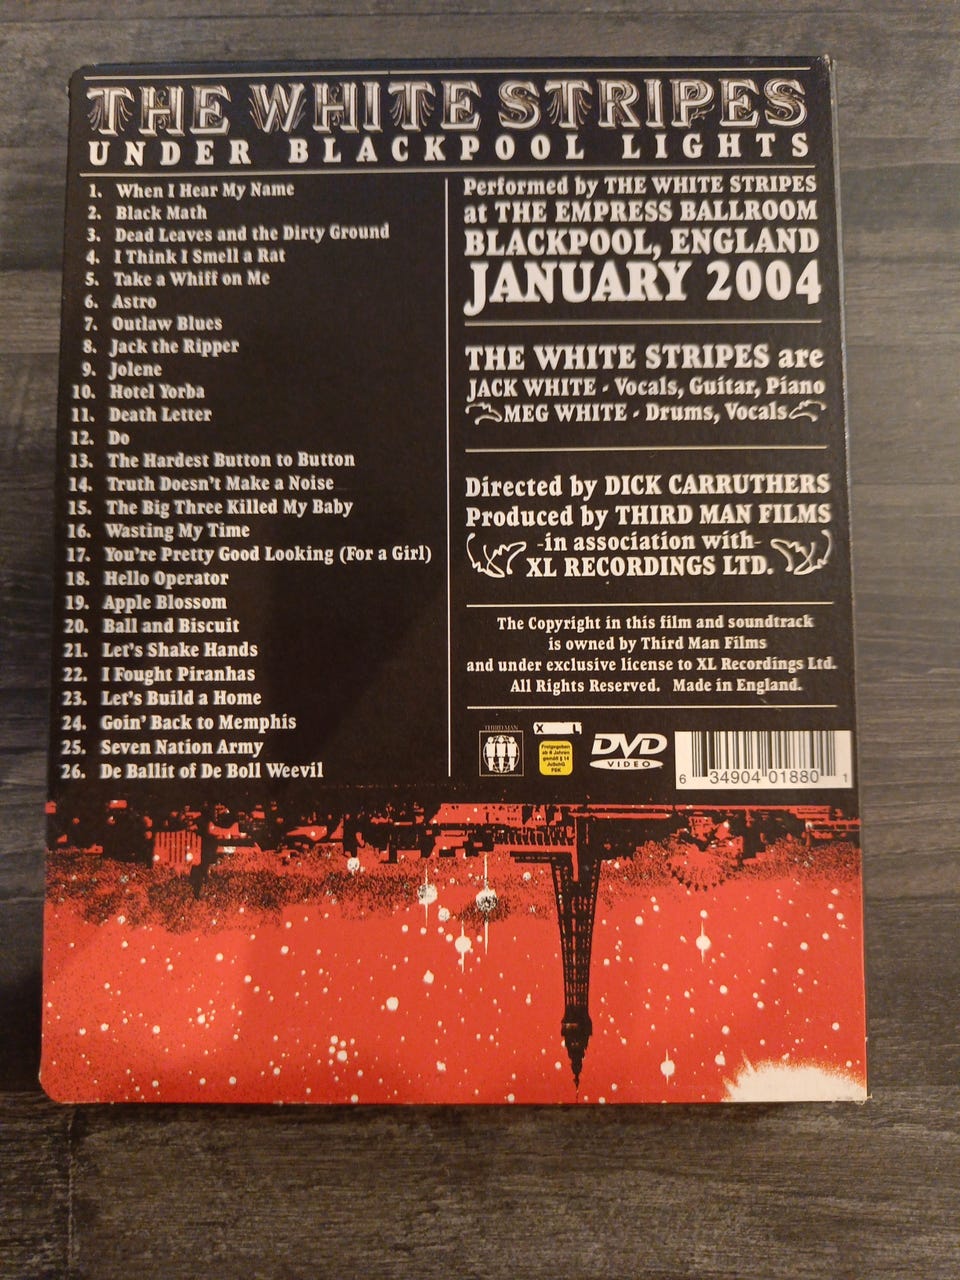 THE WHITE STRIPES
UNDER BLACKPOOL LIGHTS
1. When I Hear My Name
2. Black Math
3. Dead Leaves and the Dirty Ground
4. I Think I Smell a Rat
5. Take a Whiff on Me
6. Astro
7. Outlaw Blues
8. Jack the Ripper
9. Jolene
10. Hotel Yorba
11. Death Letter
12. Do
13. The Hardest Button to Button
14. Truth Doesn't Make a Noise
15. The Big Three Killed My Baby
16. Wasting My Time
17. You're Pretty Good Looking (For a Girl)
18. Hello Operator
19. Apple Blossom
20. Ball and Biscuit
21. Let's Shake Hands
22. I Fought Piranhas
23. Let's Build a Home
24. Goin' Back to Memphis
25. Seven Nation Army
26. De Ballit of De Boll Weevil
Performed by THE WHITE STRIPES
at THE EMPRESS BALLROOM
BLACKPOOL, ENGLAND
JANUARY 2004
THE WHITE STRIPES are
JACK WHITE - Vocals, Guitar, Piano
MEG WHITE - Drums, Vocals
Directed by DICK CARRUTHERS
Produced by THIRD MAN FILMS
-in association with-
XL RECORDINGS LTD.
The Copyright in this film and soundtrack
is owned by Third Man Films
and under exclusive license to XL Recordings Ltd.
All Rights Reserved. Made in England.
THIRD MAN
X L
Freigegeben
ab 6 Jahren
gemäß § 14
JuSchG
FSK
DVD
VIDEO
6 34904 01880 1